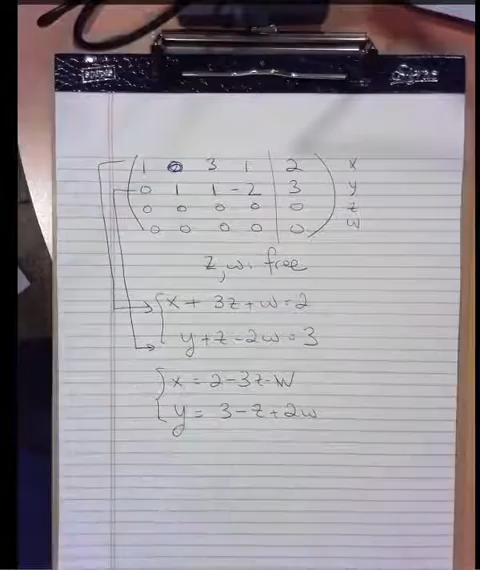 1 0 3 1 2 x
0 1 1 -2 3 y
0 0 0 0 0 z
0 0 0 0 0 w
z, w: free
x + 3z + w = 2
y + z - 2w = 3
x = 2 - 3z - w
y = 3 - z + 2w